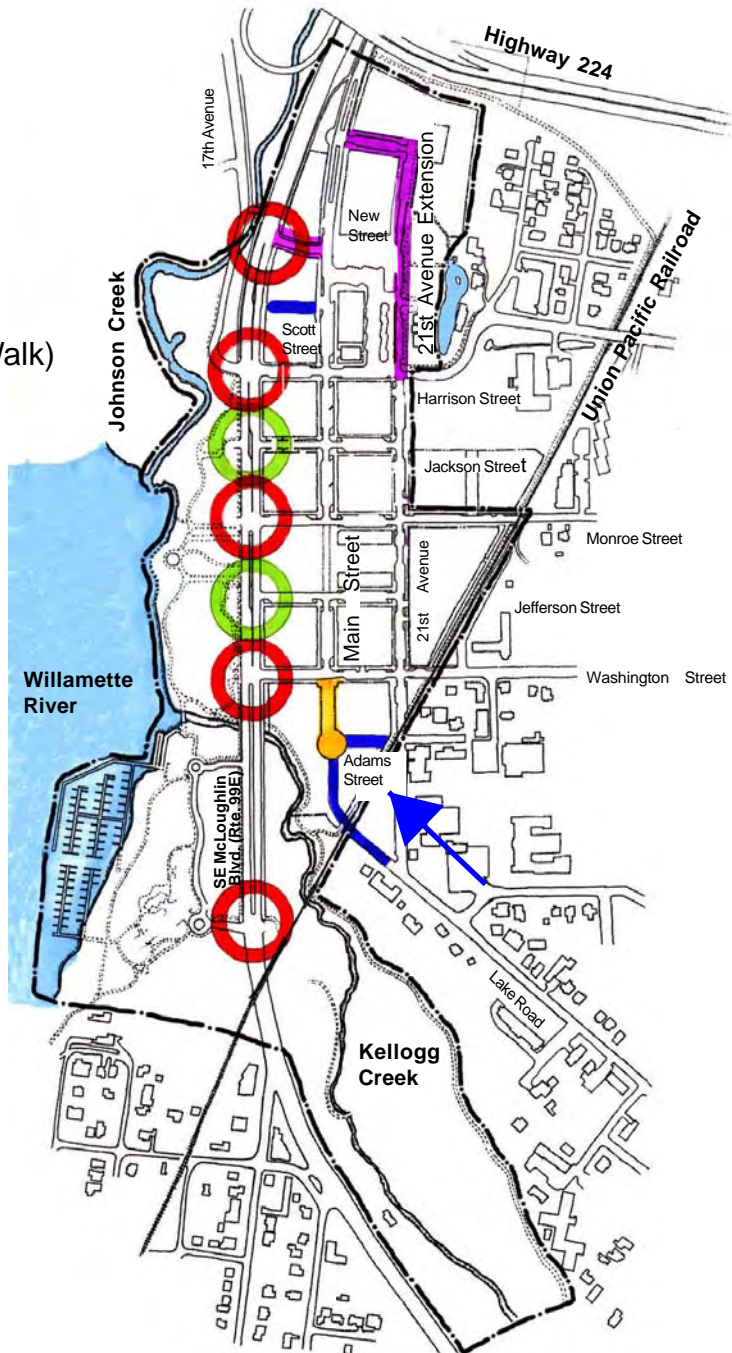 Highway 224
17th Avenue
21st Avenue Extension
New
Street
Union Pacific Railroad
Johnson Creek
Scott
Street
Walk)
Harrison Street
Jackson Street
Monroe Street
Main Street
21st Avenue
Jefferson Street
Willamette
River
Washington Street
Adams
Street
SE McLoughlin
Blvd. (Rte. 99E)
Lake Road
Kellogg
Creek